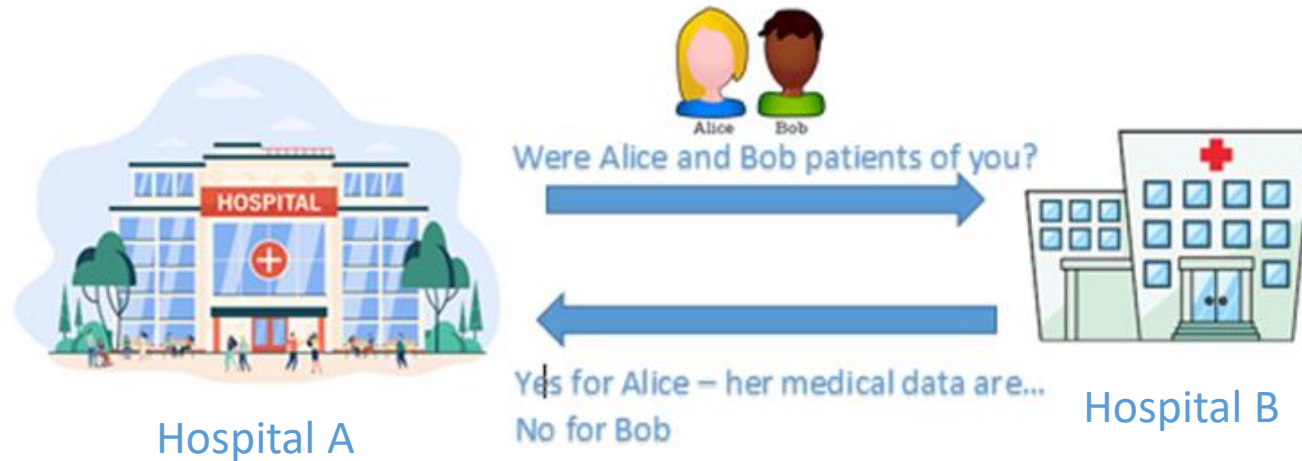 Alice Bob
Were Alice and Bob patients of you?
HOSPITAL
Yes for Alice – her medical data are...
No for Bob
Hospital A
Hospital B